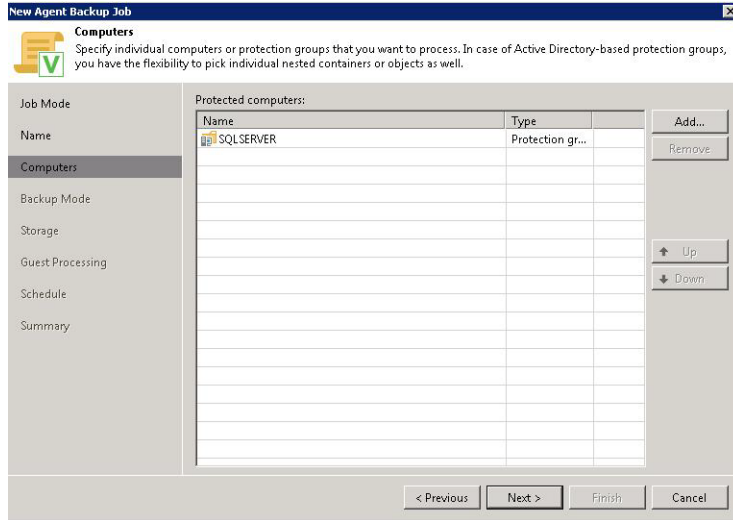 New Agent Backup Job
Computers
Specify individual computers or protection groups that you want to process. In case of Active Directory-based protection groups,
you have the flexibility to pick individual nested containers or objects as well.
Job Mode
Name
Computers
Backup Mode
Storage
Guest Processing
Schedule
Summary
Protected computers:
Name Type
SQLSERVER Protection gr...
Add...
Remove
Up
Down
< Previous Next > Finish Cancel